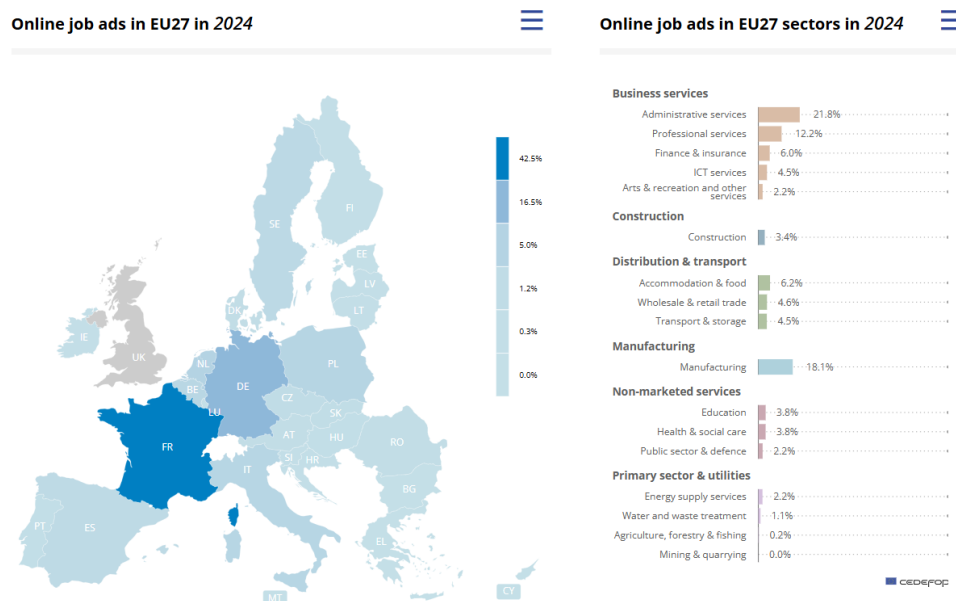 Online job ads in EU27 in 2024
42.5%
16.5%
5.0%
1.2%
0.3%
0.0%
FI
SE
EE
LV
LT
DK
IE
UK
NL
BE
DE
PL
LU
CZ
SK
FR
AT
HU
RO
SI
HR
IT
BG
PT
ES
EL
MT
CY
Online job ads in EU27 sectors in 2024
Business services
Administrative services 21.8%
Professional services 12.2%
Finance & insurance 6.0%
ICT services 4.5%
Arts & recreation and other
services 2.2%
Construction
Construction 3.4%
Distribution & transport
Accommodation & food 6.2%
Wholesale & retail trade 4.6%
Transport & storage 4.5%
Manufacturing
Manufacturing 18.1%
Non-marketed services
Education 3.8%
Health & social care 3.8%
Public sector & defence 2.2%
Primary sector & utilities
Energy supply services 2.2%
Water and waste treatment 1.1%
Agriculture, forestry & fishing 0.2%
Mining & quarrying 0.0%
CEDEFOP